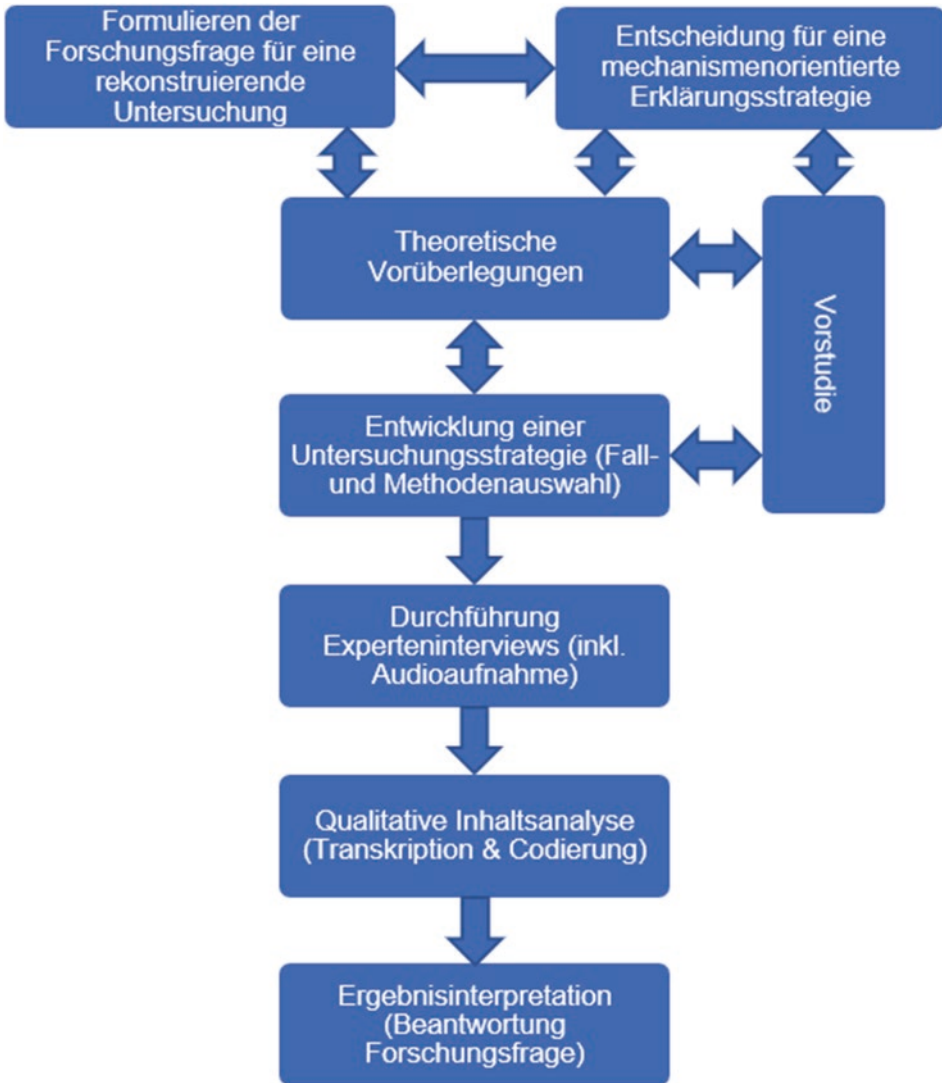 Formulieren der
Forschungsfrage für eine
rekonstruierende
Untersuchung
Entscheidung für eine
mechanismenorientierte
Erklärungsstrategie
Theoretische
Vorüberlegungen
Vorstudie
Entwicklung einer
Untersuchungsstrategie (Fall-
und Methodenauswahl)
Durchführung
Experteninterviews (inkl.
Audioaufnahme)
Qualitative Inhaltsanalyse
(Transkription & Codierung)
Ergebnisinterpretation
(Beantwortung
Forschungsfrage)